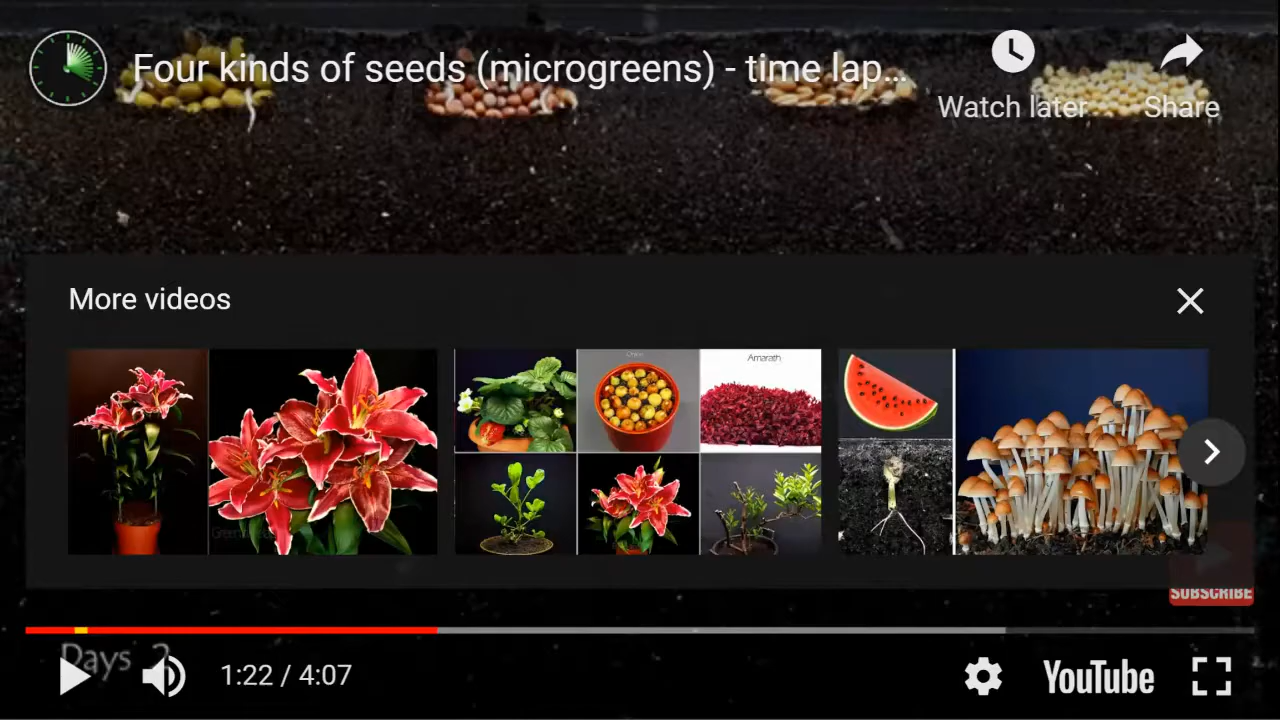 Four kinds of seeds (microgreens) - time lap...
Watch later
Share
More videos
Onion
Amarath
SUBSCRIBE
Days 2
1:22 / 4:07
YouTube